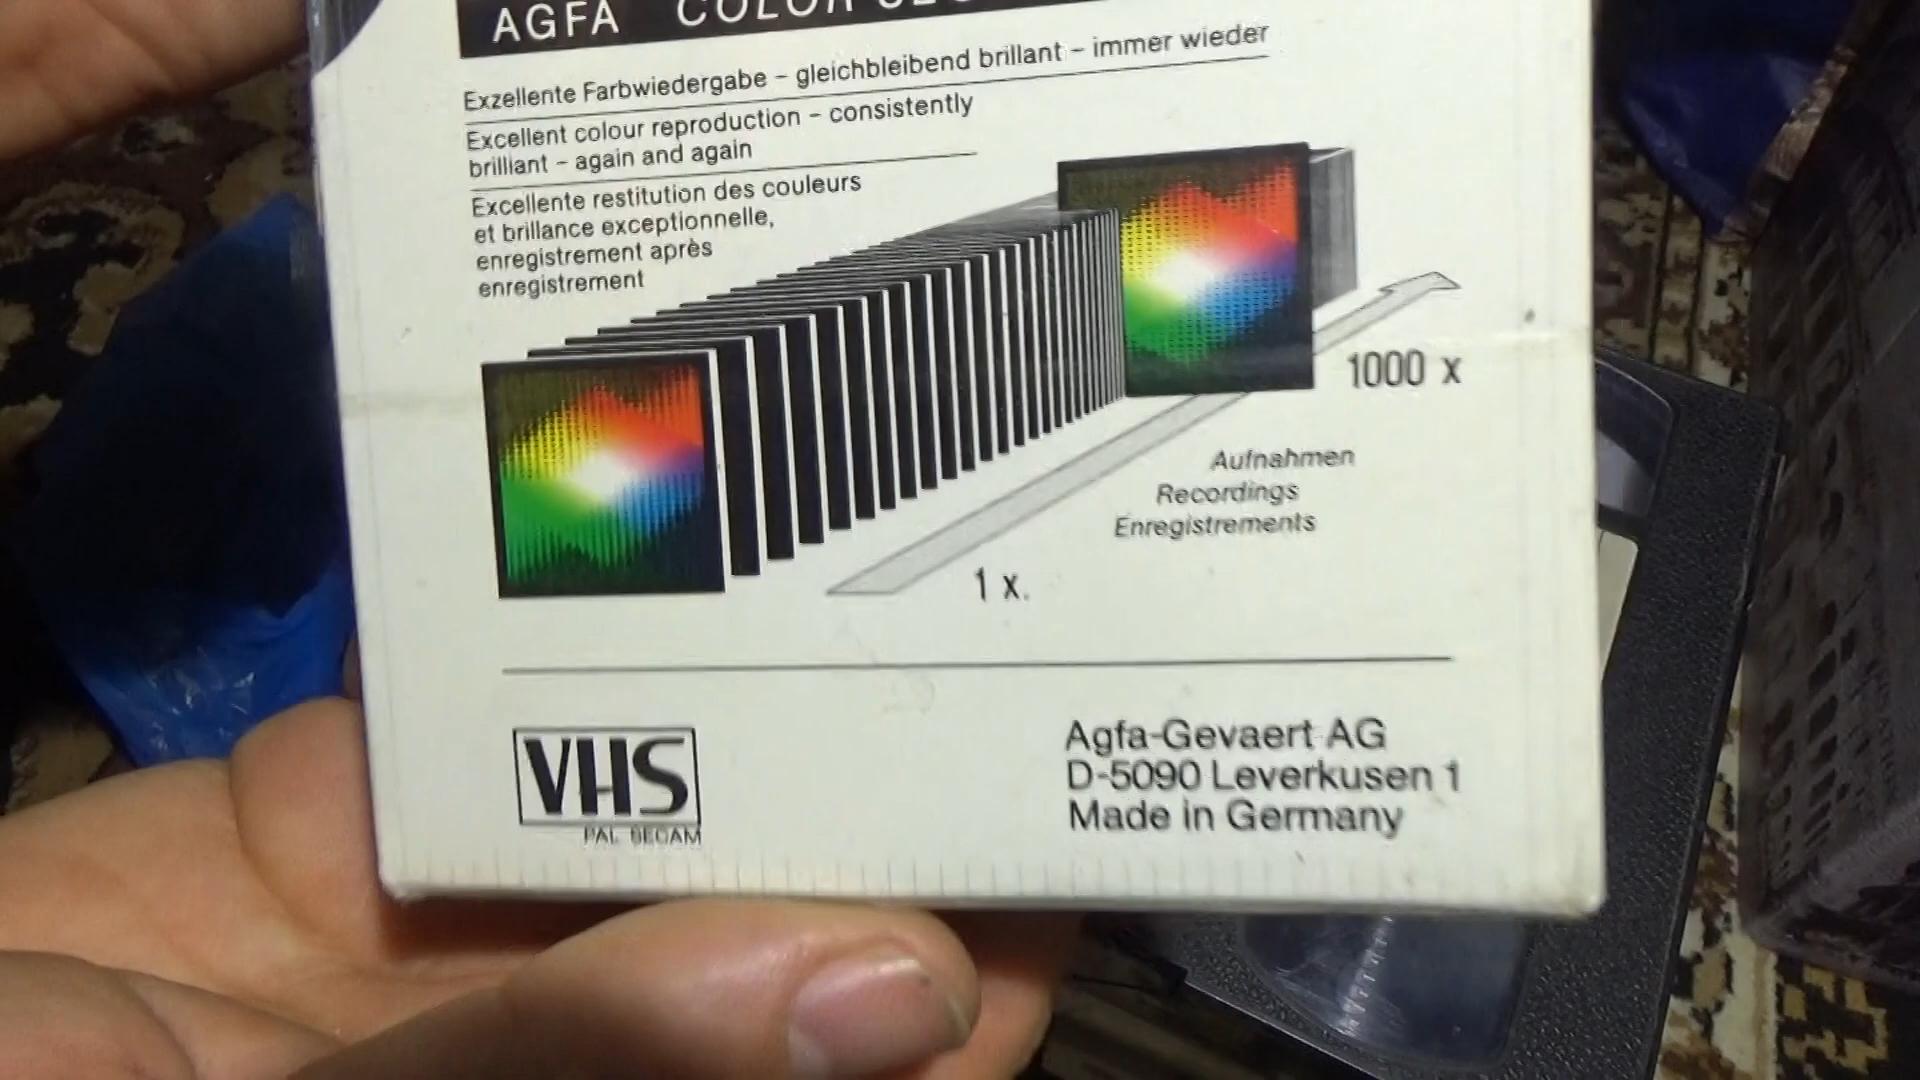 AGFA COLOR
Exzellente Farbwiedergabe – gleichbleibend brillant – immer wieder
Excellent colour reproduction – consistently
brilliant – again and again
Excellente restitution des couleurs
et brillance exceptionnelle,
enregistrement après
enregistrement
1000 x
Aufnahmen
Recordings
Enregistrements
1 x.
VHS
PAL SECAM
Agfa-Gevaert AG
D-5090 Leverkusen 1
Made in Germany